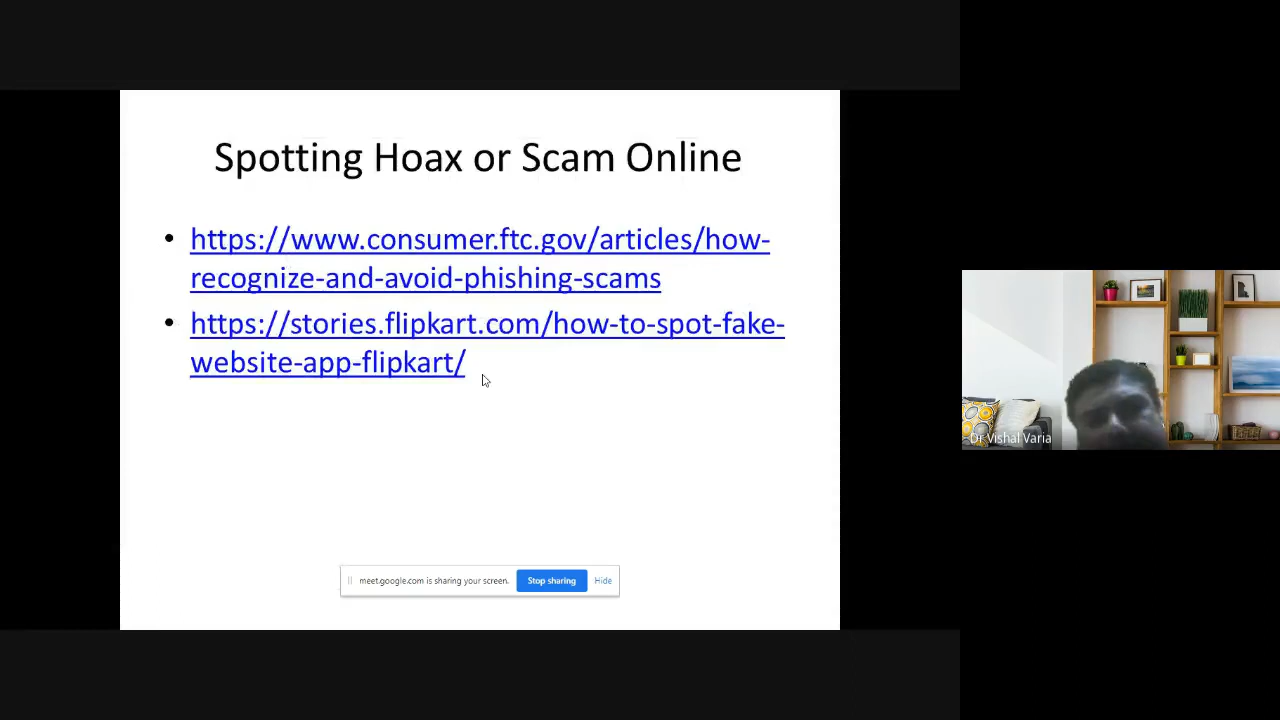 Spotting Hoax or Scam Online
• https://www.consumer.ftc.gov/articles/how-
recognize-and-avoid-phishing-scams
• https://stories.flipkart.com/how-to-spot-fake-
website-app-flipkart/
Dr Vishal Varia
meet.google.com is sharing your screen. Stop sharing Hide